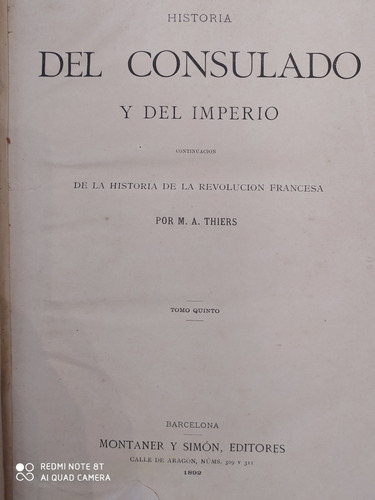 HISTORIA
DEL CONSULADO
Y DEL IMPERIO
CONTINUACION
DE LA HISTORIA DE LA REVOLUCION FRANCESA
POR M. A. THIERS
TOMO QUINTO
BARCELONA
MONTANER Y SIMÓN, EDITORES
CALLE DE ARAGÓN, NÚMS. 309 Y 311
1892
REDMI NOTE 8T
AI QUAD CAMERA